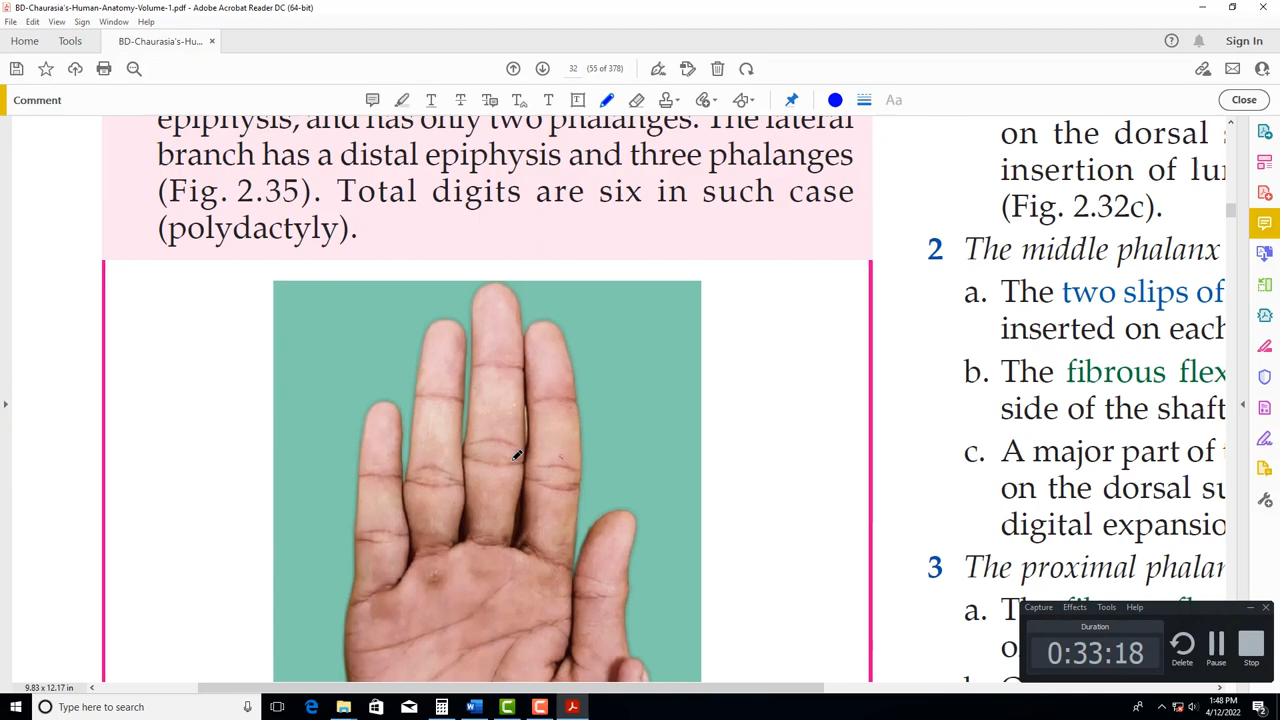 BD-Chaurasia's-Human-Anatomy-Volume-1.pdf - Adobe Acrobat Reader DC (64-bit)
File Edit View Sign Window Help
Home Tools BD-Chaurasia's-Hu... × Sign In
32 (55 of 378)
Comment Close
epiphysis, and has only two phalanges. The lateral
branch has a distal epiphysis and three phalanges
(Fig. 2.35). Total digits are six in such case
(polydactyly).
on the dorsal s
insertion of lu
(Fig. 2.32c).
2 The middle phalanx
a. The two slips of
inserted on each
b. The fibrous flex
side of the shaft
c. A major part of
on the dorsal su
digital expansio
3 The proximal phalan
a.
o
Capture Effects Tools Help
Duration
0:33:18
Delete Pause Stop
9.83 x 12.17 in
Type here to search
1:48 PM
4/12/2022